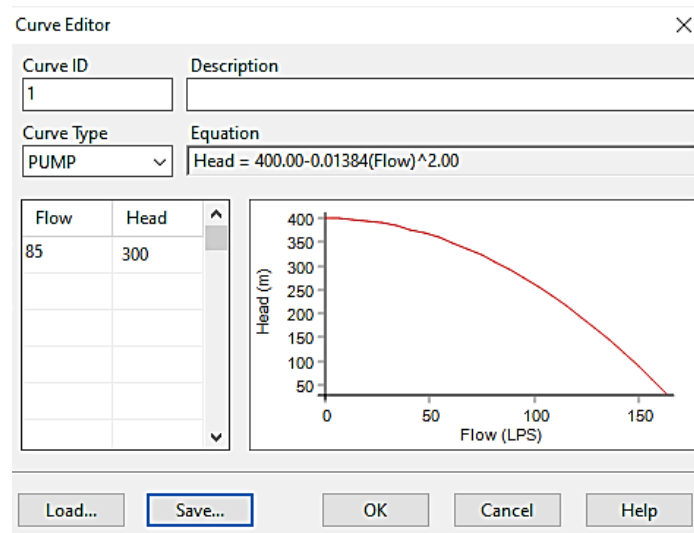 Curve Editor
Curve ID Description
1
Curve Type Equation
PUMP Head = 400.00-0.01384(Flow)^2.00
Flow Head
85 300
400
350
300
250
200
150
100
50
Head (m)
0 50 100 150
Flow (LPS)
Load... Save... OK Cancel Help